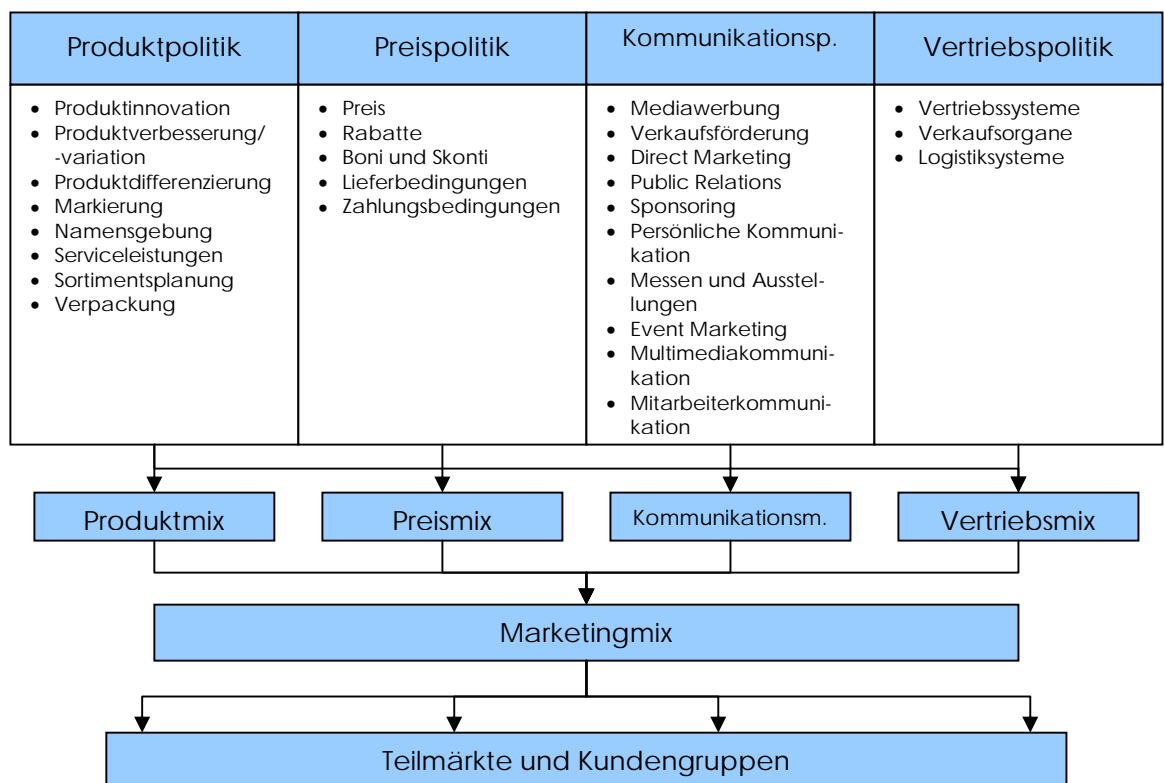 Produktpolitik
Preispolitik
Kommunikationsp.
Vertriebspolitik
• Produktinnovation
• Produktverbesserung/
-variation
• Produktdifferenzierung
• Markierung
• Namensgebung
• Serviceleistungen
• Sortimentsplanung
• Verpackung
• Preis
• Rabatte
• Boni und Skonti
• Lieferbedingungen
• Zahlungsbedingungen
• Mediawerbung
• Verkaufsförderung
• Direct Marketing
• Public Relations
• Sponsoring
• Persönliche Kommuni-
kation
• Messen und Ausstel-
lungen
• Event Marketing
• Multimediakommuni-
kation
• Mitarbeiterkommuni-
kation
• Vertriebssysteme
• Verkaufsorgane
• Logistiksysteme
Produktmix
Preismix
Kommunikationsm.
Vertriebsmix
Marketingmix
Teilmärkte und Kundengruppen